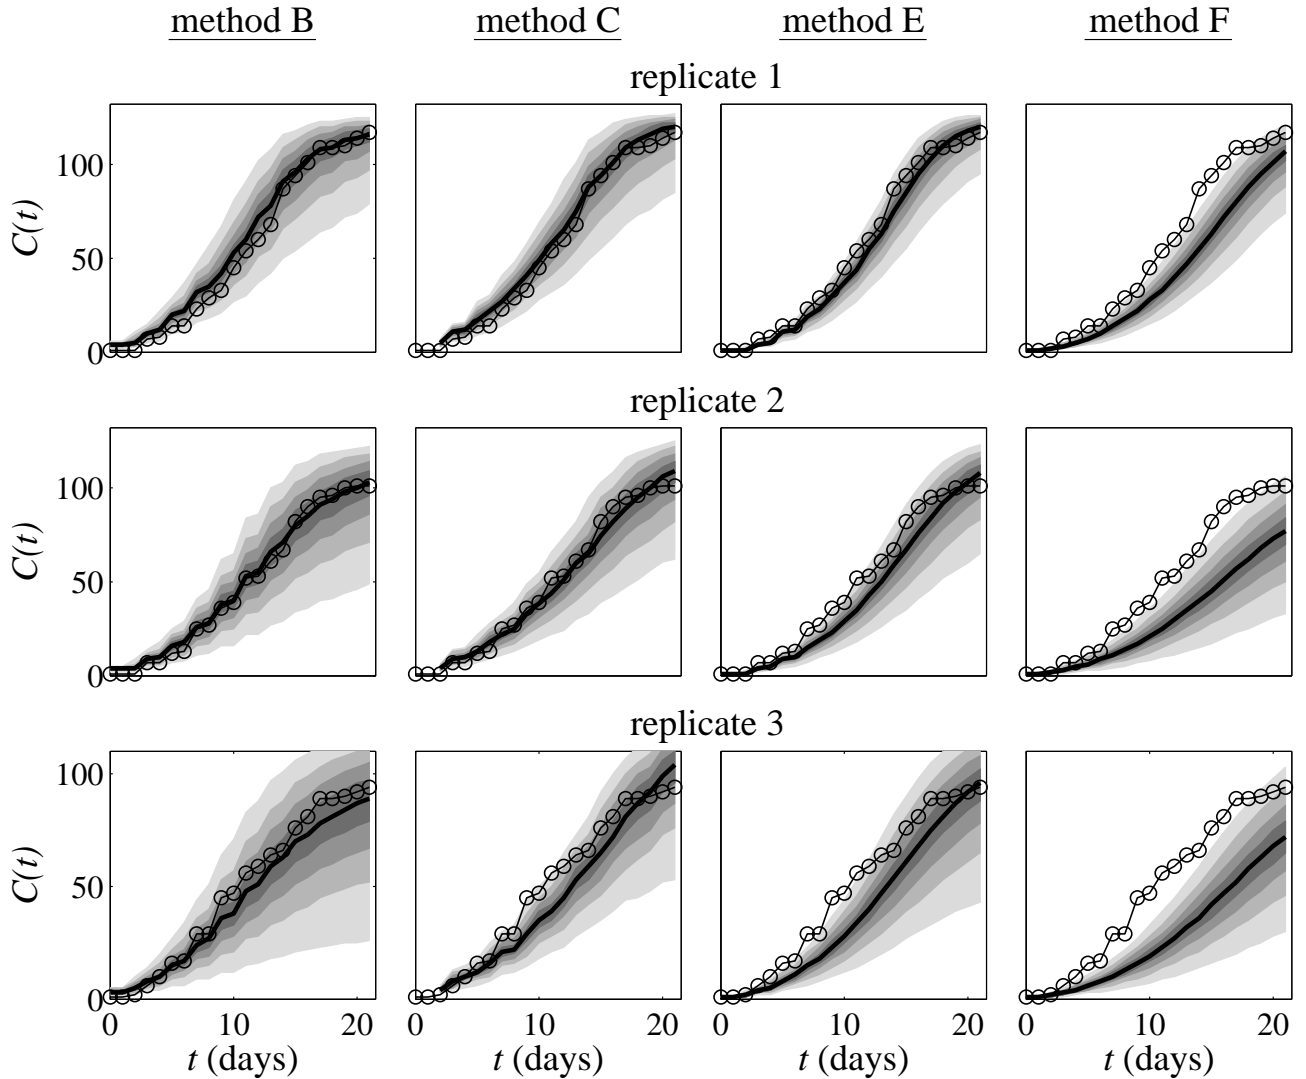 method B method C method E method F
replicate 1
C(t) 100 50 0
replicate 2
C(t) 100 50 0
replicate 3
C(t) 100 50 0
0 10 20 0 10 20 0 10 20 0 10 20
t (days) t (days) t (days) t (days)